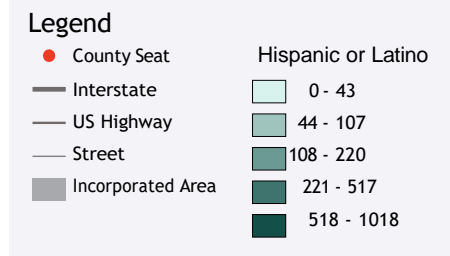 Legend
County Seat
Interstate
US Highway
Street
Incorporated Area
Hispanic or Latino
0 - 43
44 - 107
108 - 220
221 - 517
518 - 1018